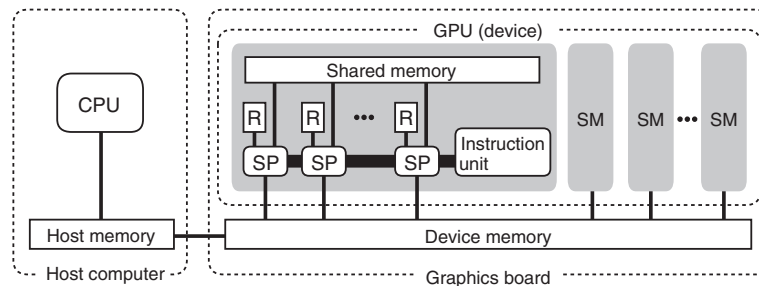 GPU (device)
Shared memory
CPU
R
R
•••
R
SM
SM
•••
SM
SP
SP
SP
Instruction
unit
Host memory
Device memory
Host computer
Graphics board